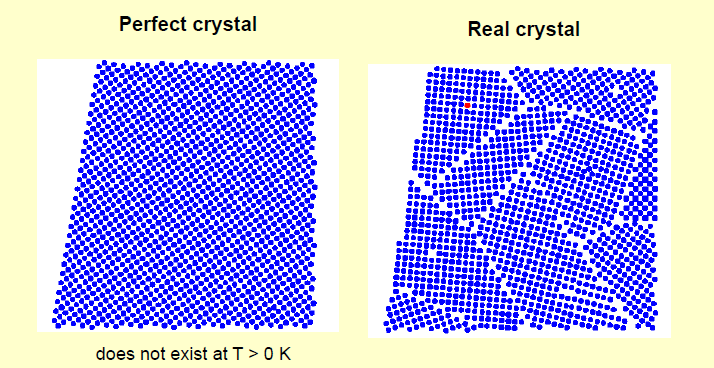 Perfect crystal
Real crystal
does not exist at T > 0 K